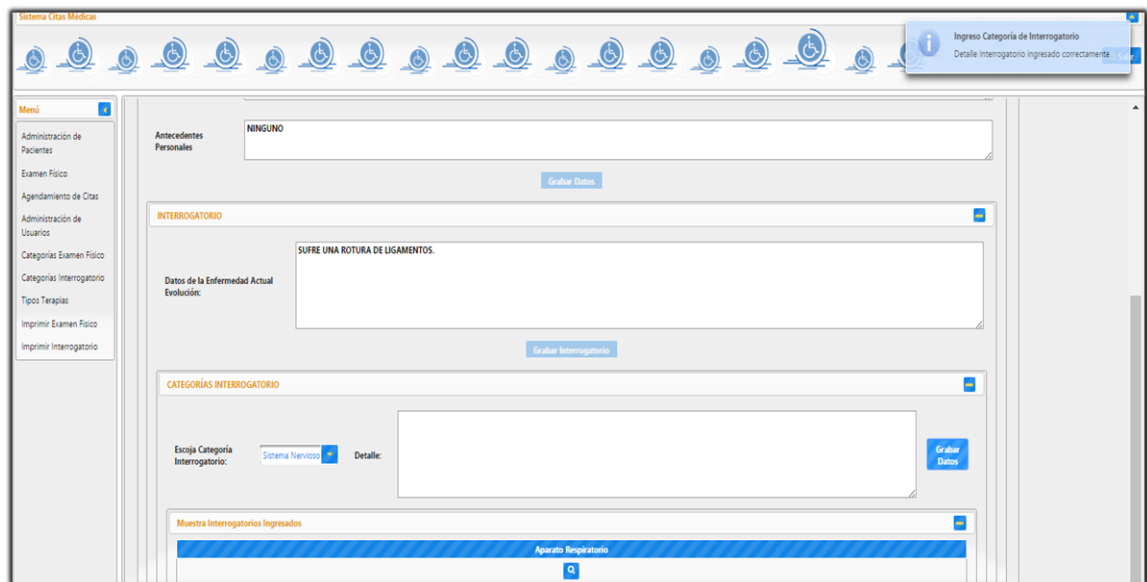 Sistema Citas Médicas
Ingreso Categoría de Interrogatorio
Detalle Interrogatorio ingresado correctamente
Menú
Administración de
Pacientes
Examen Físico
Agendamiento de Citas
Administración de
Usuarios
Categorías Examen Físico
Categorías Interrogatorio
Tipos Terapias
Imprimir Examen Físico
Imprimir Interrogatorio
Antecedentes
Personales
NINGUNO
Grabar Datos
INTERROGATORIO
Datos de la Enfermedad Actual
Evolución:
SUFRE UNA ROTURA DE LIGAMENTOS.
Grabar Interrogatorio
CATEGORÍAS INTERROGATORIO
Escoja Categoría
Interrogatorio:
Sistema Nervioso
Detalle:
Grabar
Datos
Muestra Interrogatorios Ingresados
Aparato Respiratorio